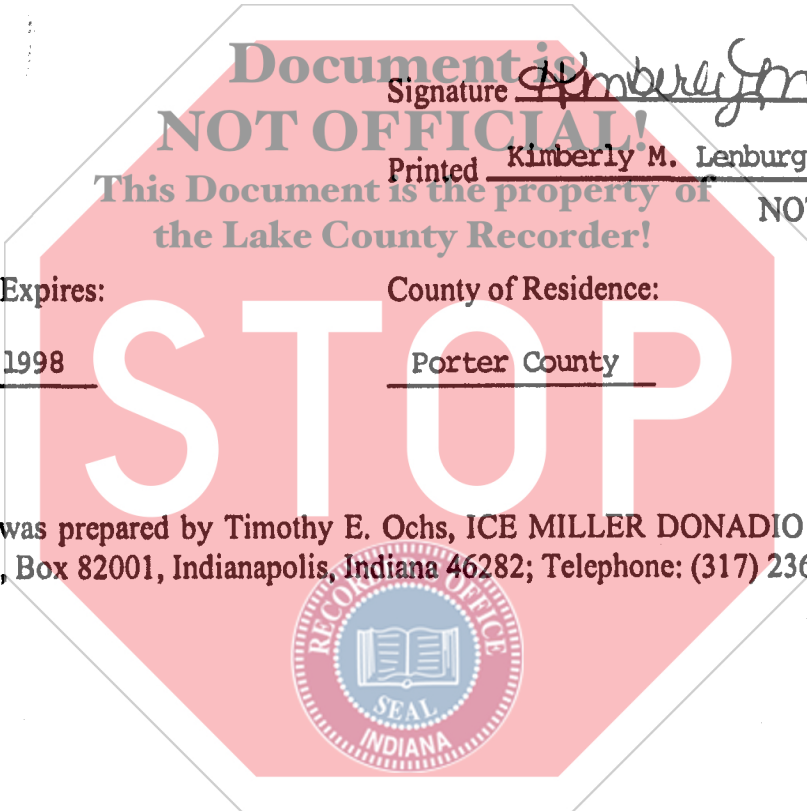 Document is
NOT OFFICIAL!
This Document is the property of
the Lake County Recorder!
Signature Kimberly M
Printed Kimberly M. Lenburg
NOT
Expires:
County of Residence:
1998
Porter County
STOP
was prepared by Timothy E. Ochs, ICE MILLER DONADIO
, Box 82001, Indianapolis, Indiana 46282; Telephone: (317) 236
RECORDER'S OFFICE
SEAL
INDIANA